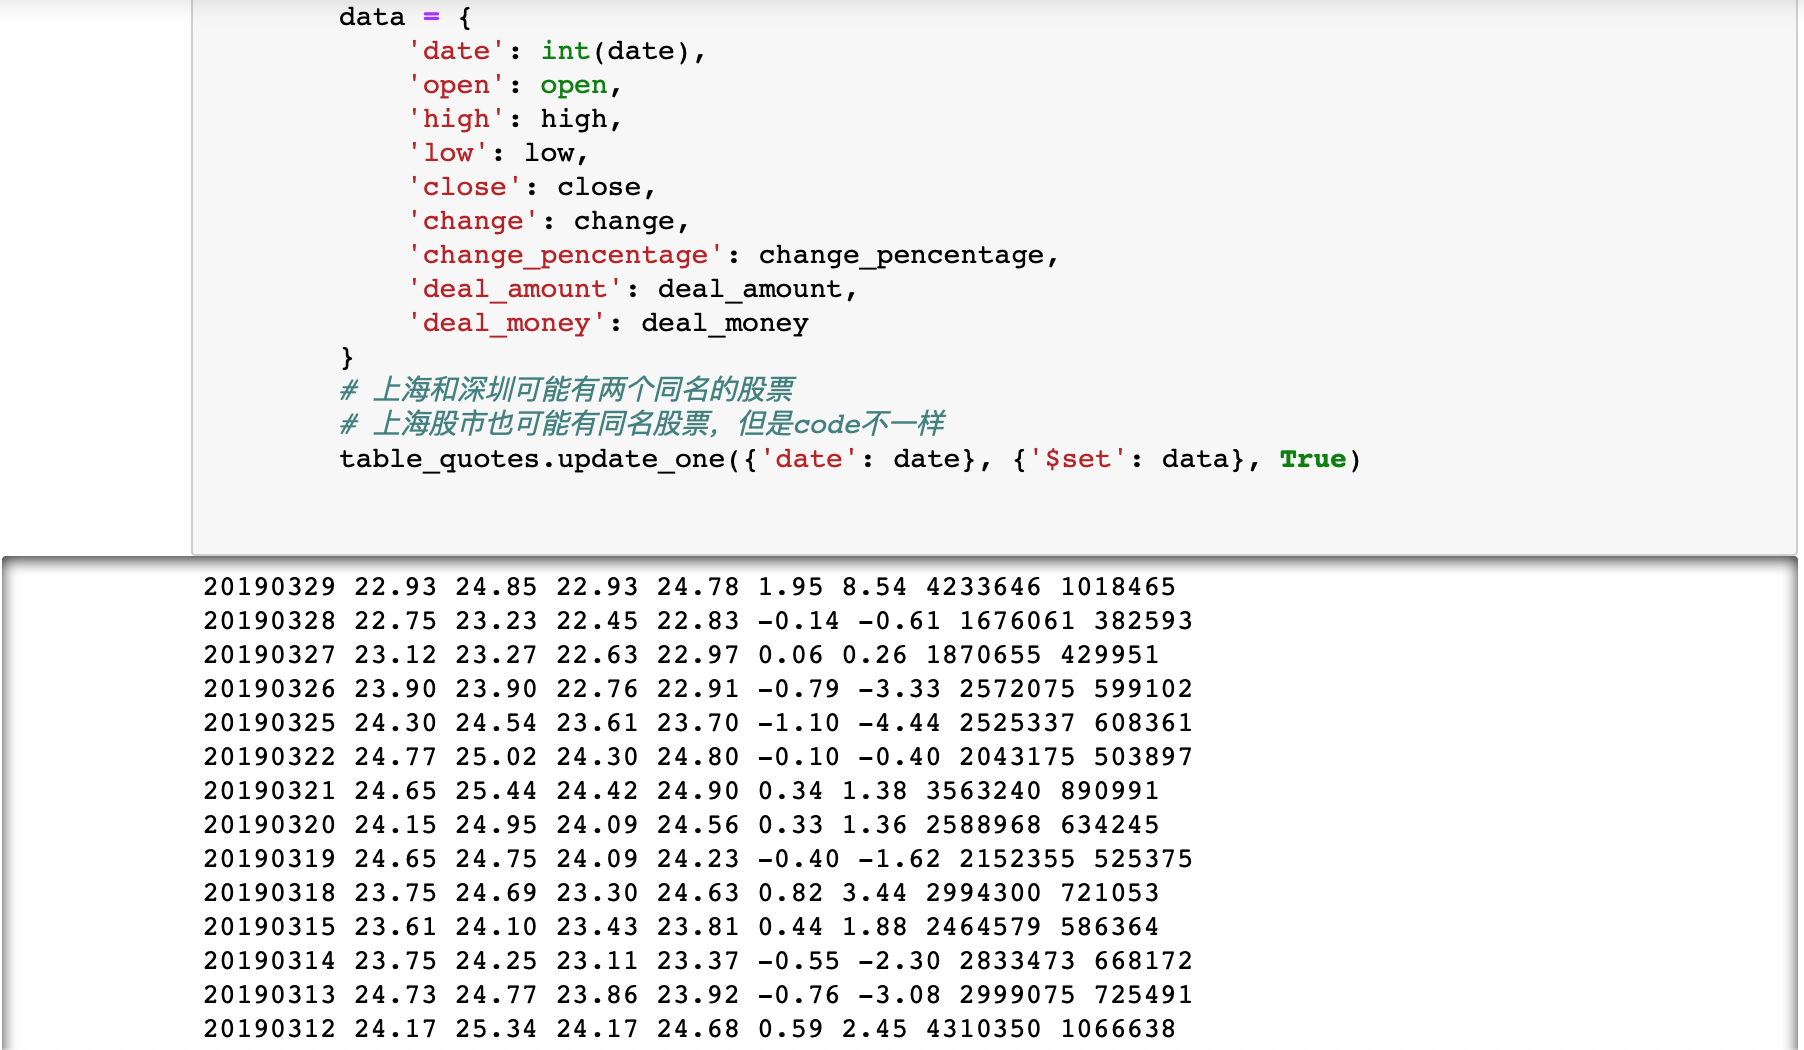 data = {
'date': int(date),
'open': open,
'high': high,
'low': low,
'close': close,
'change': change,
'change_pencentage': change_pencentage,
'deal_amount': deal_amount,
'deal_money': deal_money
}
# 上海和深圳可能有两个同名的股票
# 上海股市也可能有同名股票，但是code不一样
table_quotes.update_one({'date': date}, {'$set': data}, True)
20190329 22.93 24.85 22.93 24.78 1.95 8.54 4233646 1018465
20190328 22.75 23.23 22.45 22.83 -0.14 -0.61 1676061 382593
20190327 23.12 23.27 22.63 22.97 0.06 0.26 1870655 429951
20190326 23.90 23.90 22.76 22.91 -0.79 -3.33 2572075 599102
20190325 24.30 24.54 23.61 23.70 -1.10 -4.44 2525337 608361
20190322 24.77 25.02 24.30 24.80 -0.10 -0.40 2043175 503897
20190321 24.65 25.44 24.42 24.90 0.34 1.38 3563240 890991
20190320 24.15 24.95 24.09 24.56 0.33 1.36 2588968 634245
20190319 24.65 24.75 24.09 24.23 -0.40 -1.62 2152355 525375
20190318 23.75 24.69 23.30 24.63 0.82 3.44 2994300 721053
20190315 23.61 24.10 23.43 23.81 0.44 1.88 2464579 586364
20190314 23.75 24.25 23.11 23.37 -0.55 -2.30 2833473 668172
20190313 24.73 24.77 23.86 23.92 -0.76 -3.08 2999075 725491
20190312 24.17 25.34 24.17 24.68 0.59 2.45 4310350 1066638